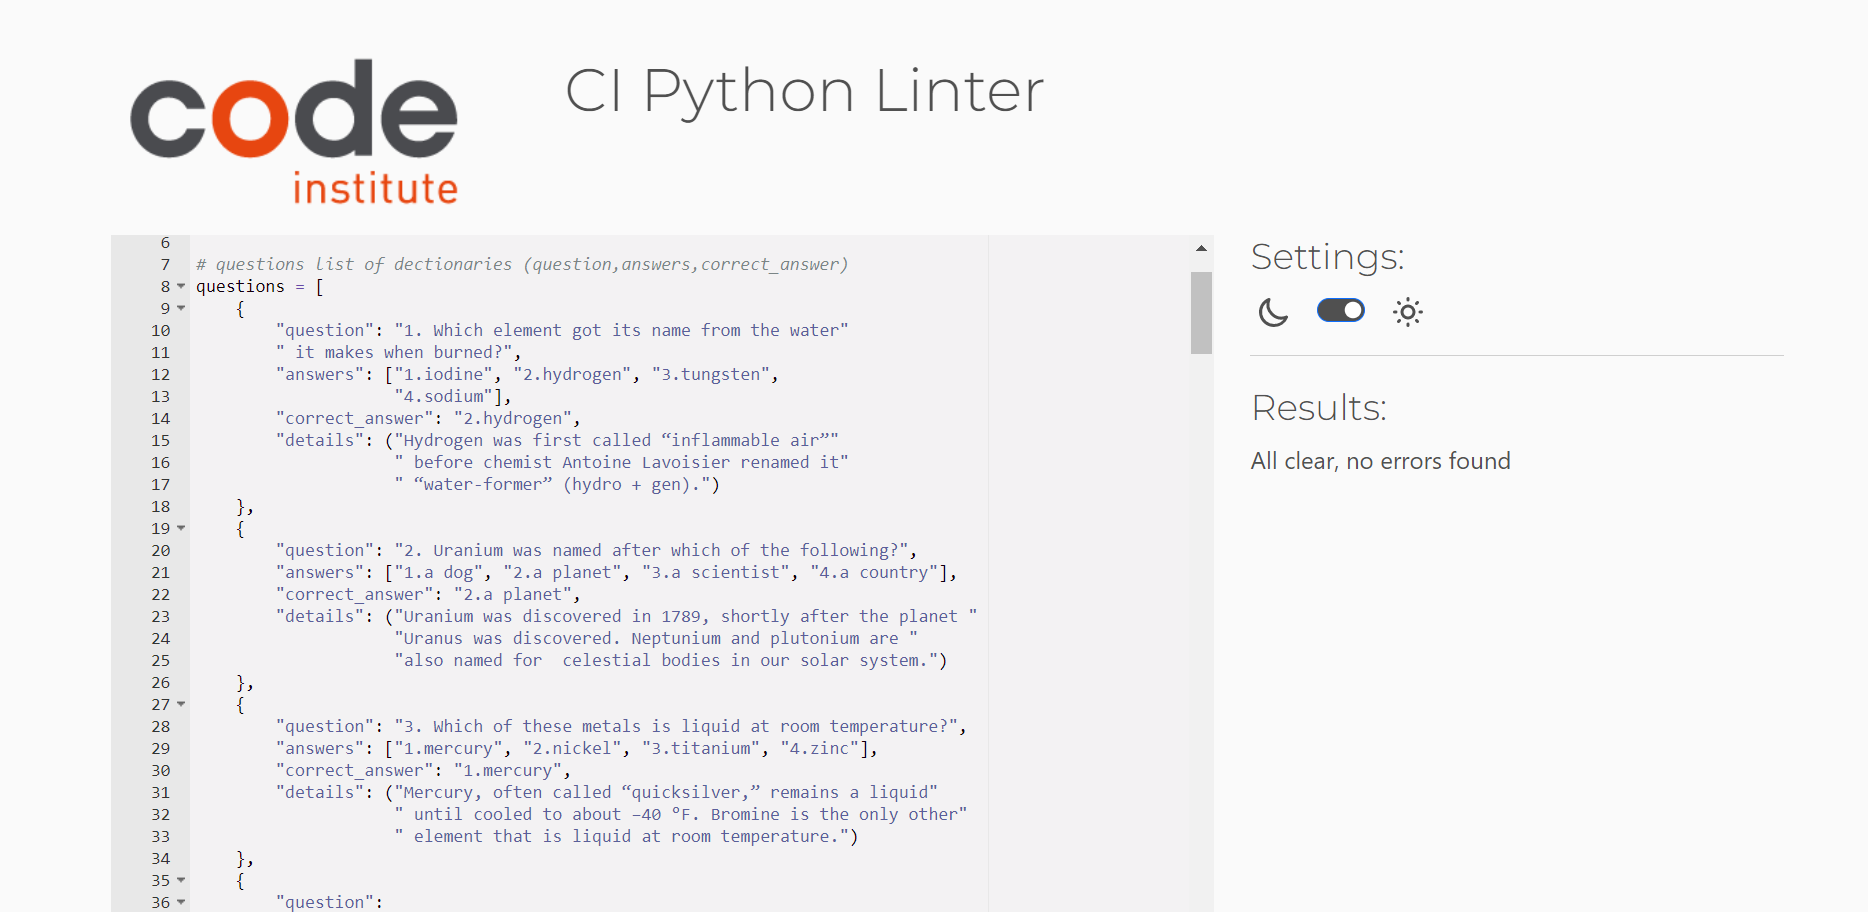 code
institute
CI Python Linter
6
7 # questions list of dectionaries (question,answers,correct_answer)
8 questions = [
9     {
10         "question": "1. Which element got its name from the water"
11         " it makes when burned?",
12         "answers": ["1.iodine", "2.hydrogen", "3.tungsten",
13                     "4.sodium"],
14         "correct_answer": "2.hydrogen",
15         "details": ("Hydrogen was first called “inflammable air”"
16                     " before chemist Antoine Lavoisier renamed it"
17                     " “water-former” (hydro + gen).")
18     },
19     {
20         "question": "2. Uranium was named after which of the following?",
21         "answers": ["1.a dog", "2.a planet", "3.a scientist", "4.a country"],
22         "correct_answer": "2.a planet",
23         "details": ("Uranium was discovered in 1789, shortly after the planet "
24                     "Uranus was discovered. Neptunium and plutonium are "
25                     "also named for  celestial bodies in our solar system.")
26     },
27     {
28         "question": "3. Which of these metals is liquid at room temperature?",
29         "answers": ["1.mercury", "2.nickel", "3.titanium", "4.zinc"],
30         "correct_answer": "1.mercury",
31         "details": ("Mercury, often called “quicksilver,” remains a liquid"
32                     " until cooled to about –40 °F. Bromine is the only other"
33                     " element that is liquid at room temperature.")
34     },
35     {
36         "question":
Settings:
Results:
All clear, no errors found